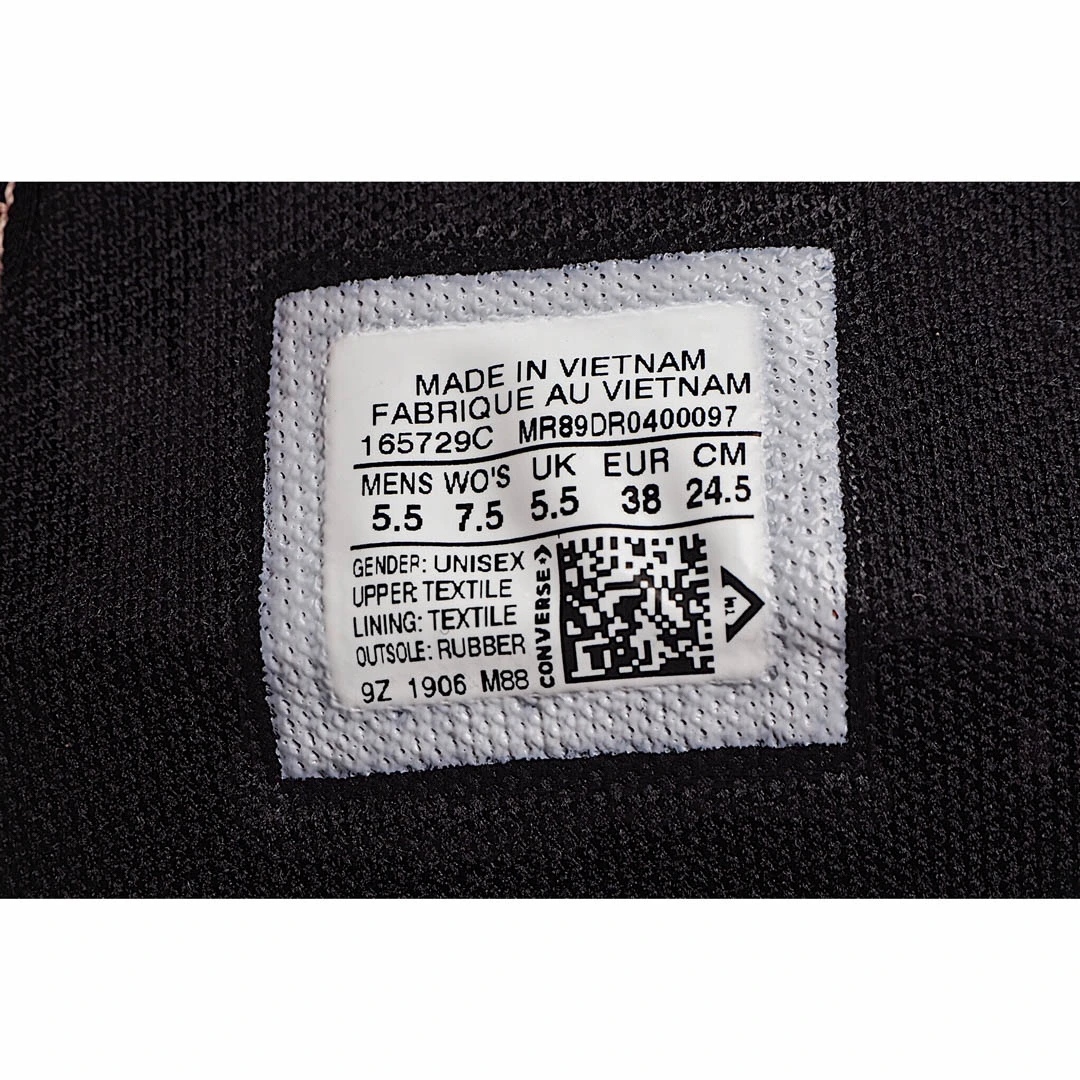 MADE IN VIETNAM
FABRIQUE AU VIETNAM
165729C MR89DR0400097
MENS WO'S UK EUR CM
5.5 7.5 5.5 38 24.5
GENDER: UNISEX
UPPER: TEXTILE
LINING: TEXTILE
OUTSOLE: RUBBER
9Z 1906 M88
CONVERSE
TM